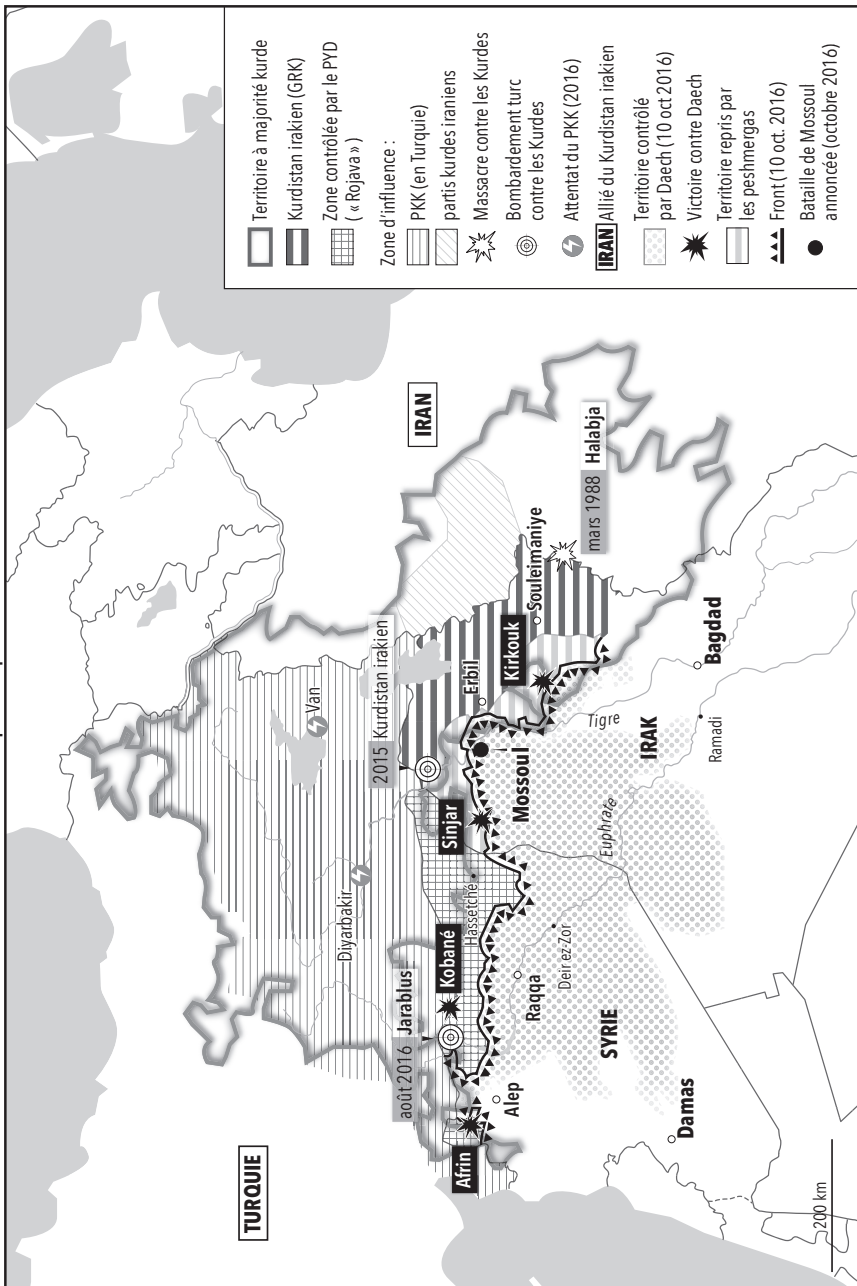 TURQUIE
IRAN
Van
Diyarbakir
2015 Kurdistan irakien
août 2016 Jarablus
Kobané
Hassetché
Sinjar
Afrin
Alep
Raqqa
Deir ez-Zor
SYRIE
Damas
Mossoul
Erbil
Kirkouk
Souleimaniye
mars 1988 Halabja
Tigre
Euphrate
IRAK
Ramadi
Bagdad
200 km
Territoire à majorité kurde
Kurdistan irakien (GRK)
Zone contrôlée par le PYD
( « Rojava » )
Zone d'influence :
PKK (en Turquie)
partis kurdes iraniens
Massacre contre les Kurdes
Bombardement turc
contre les Kurdes
Attentat du PKK (2016)
IRAN Allié du Kurdistan irakien
Territoire contrôlé
par Daech (10 oct 2016)
Victoire contre Daech
Territoire repris par
les peshmergas
Front (10 oct. 2016)
Bataille de Mossoul
annoncée (octobre 2016)